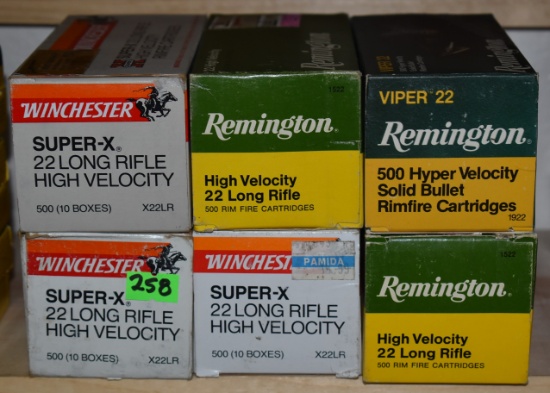 WINCHESTER
SUPER-X®
22 LONG RIFLE
HIGH VELOCITY
500 (10 BOXES) X22LR
1522
Remington®
High Velocity
22 Long Rifle
500 RIM FIRE CARTRIDGES
VIPER® 22
Remington®
500 Hyper Velocity
Solid Bullet
Rimfire Cartridges
1922
WINCHESTER
258
SUPER-X
22 LONG RIFLE
HIGH VELOCITY
500 (10 BOXES) X22LR
WINCHESTER
PAMIDA
SUPER-X®
22 LONG RIFLE
HIGH VELOCITY
500 (10 BOXES) X22LR
1522
Remington®
High Velocity
22 Long Rifle
500 RIM FIRE CARTRIDGES